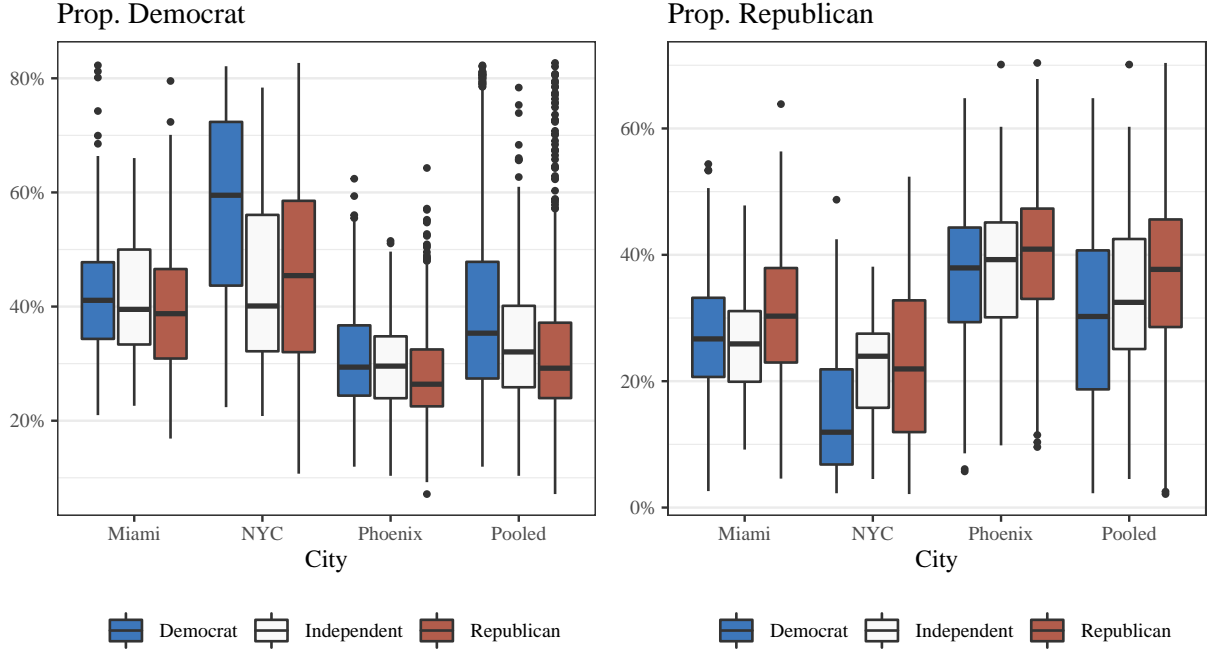 Prop. Democrat
80%
60%
40%
20%
Miami NYC Phoenix Pooled
City
Democrat Independent Republican
Prop. Republican
60%
40%
20%
0%
Miami NYC Phoenix Pooled
City
Democrat Independent Republican